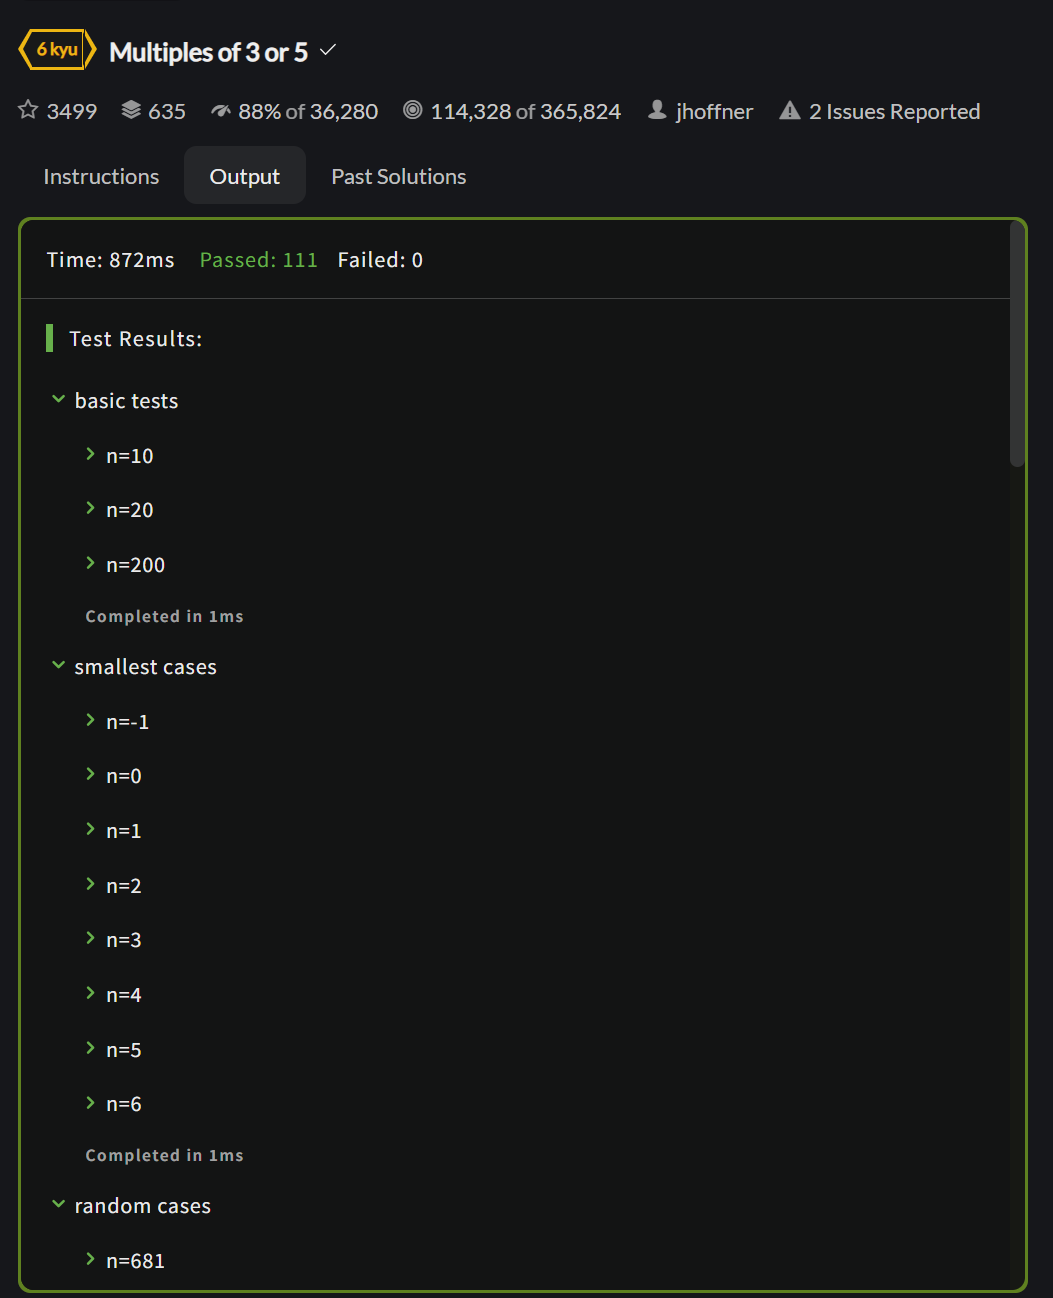 6 kyu Multiples of 3 or 5
3499 635 88% of 36,280 114,328 of 365,824 jhoffner 2 Issues Reported
Instructions Output Past Solutions
Time: 872ms Passed: 111 Failed: 0
Test Results:
basic tests
n=10
n=20
n=200
Completed in 1ms
smallest cases
n=-1
n=0
n=1
n=2
n=3
n=4
n=5
n=6
Completed in 1ms
random cases
n=681